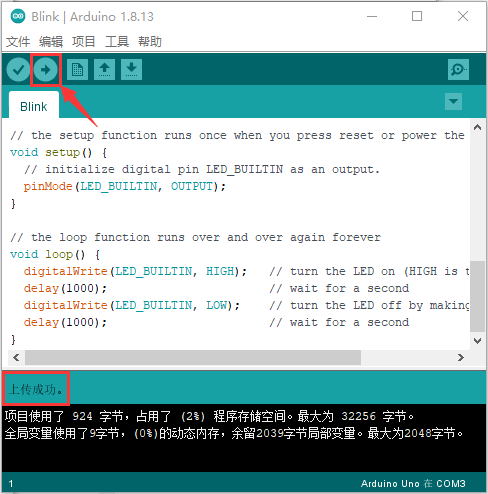 Blink | Arduino 1.8.13
文件 编辑 项目 工具 帮助
Blink
// the setup function runs once when you press reset or power the
void setup() {
  // initialize digital pin LED_BUILTIN as an output.
  pinMode(LED_BUILTIN, OUTPUT);
}
// the loop function runs over and over again forever
void loop() {
  digitalWrite(LED_BUILTIN, HIGH);   // turn the LED on (HIGH is t
  delay(1000);                       // wait for a second
  digitalWrite(LED_BUILTIN, LOW);    // turn the LED off by making
  delay(1000);                       // wait for a second
}
上传成功。
项目使用了 924 字节，占用了 (2%) 程序存储空间。最大为 32256 字节。
全局变量使用了9字节，(0%)的动态内存，余留2039字节局部变量。最大为2048字节。
1 Arduino Uno 在 COM3